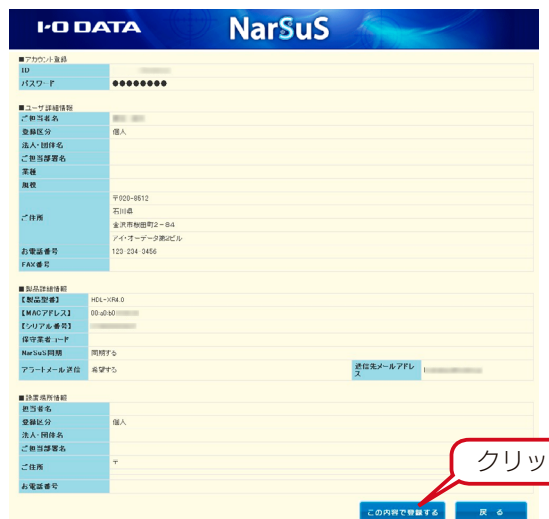 I-O DATA NarSuS
■アカウント登録
ID
パスワード ●●●●●●●●
■ユーザ詳細情報
ご担当者名
登録区分 個人
法人・団体名
ご担当部署名
業種
規模
〒920-8512
石川県
ご住所 金沢市桜田町2-84
アイ・オー・データ第2ビル
お電話番号 123-234-3456
FAX番号
■製品詳細情報
【製品型番】 HDL-XR4.0
【MACアドレス】 00:a0:b0
【シリアル番号】
保守業者コード
NarSuS同期 同期する
アラートメール送信 希望する 送信先メールアドレス
■設置場所情報
担当者名
登録区分 個人
法人・団体名
ご担当部署名
ご住所 〒
お電話番号
クリッ
この内容で登録する 戻る